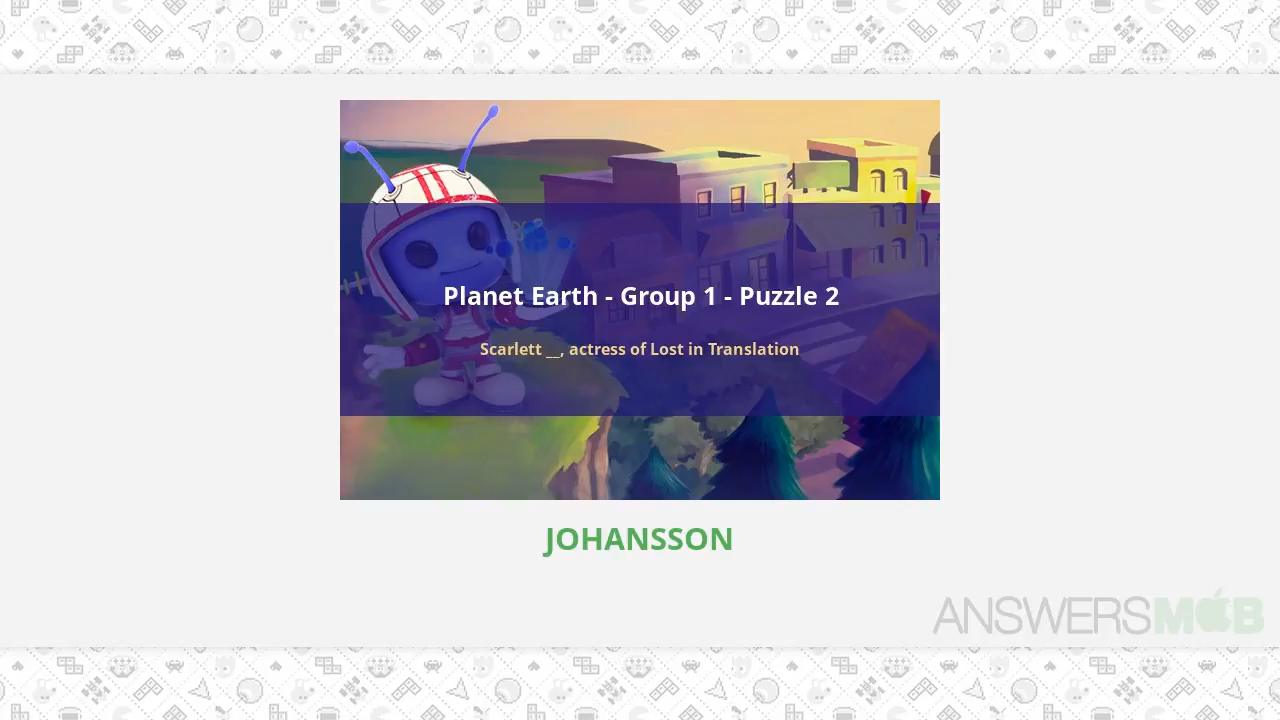 Planet Earth - Group 1 - Puzzle 2
Scarlett __, actress of Lost in Translation
JOHANSSON
ANSWERSMOB